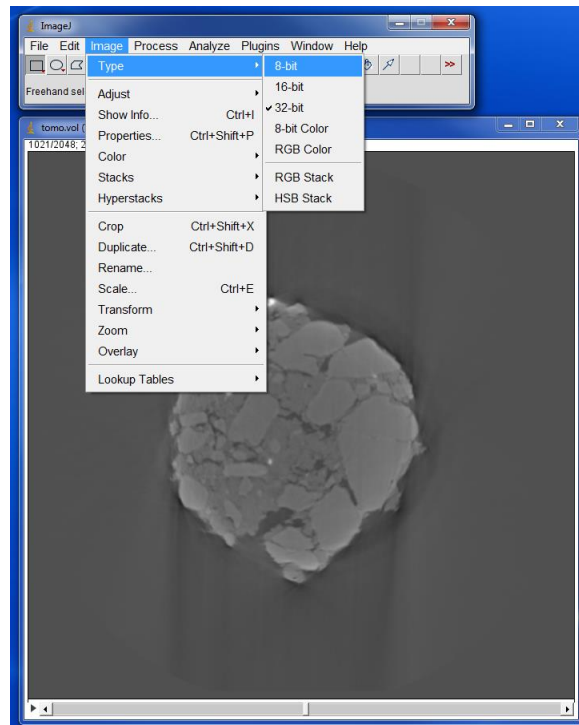 ImageJ
File Edit Image Process Analyze Plugins Window Help
>>
Freehand sel
Type
Adjust
Show Info... Ctrl+I
Properties... Ctrl+Shift+P
Color
Stacks
Hyperstacks
Crop Ctrl+Shift+X
Duplicate... Ctrl+Shift+D
Rename...
Scale... Ctrl+E
Transform
Zoom
Overlay
Lookup Tables
8-bit
16-bit
32-bit
8-bit Color
RGB Color
RGB Stack
HSB Stack
tomo.vol (
1021/2048; 2